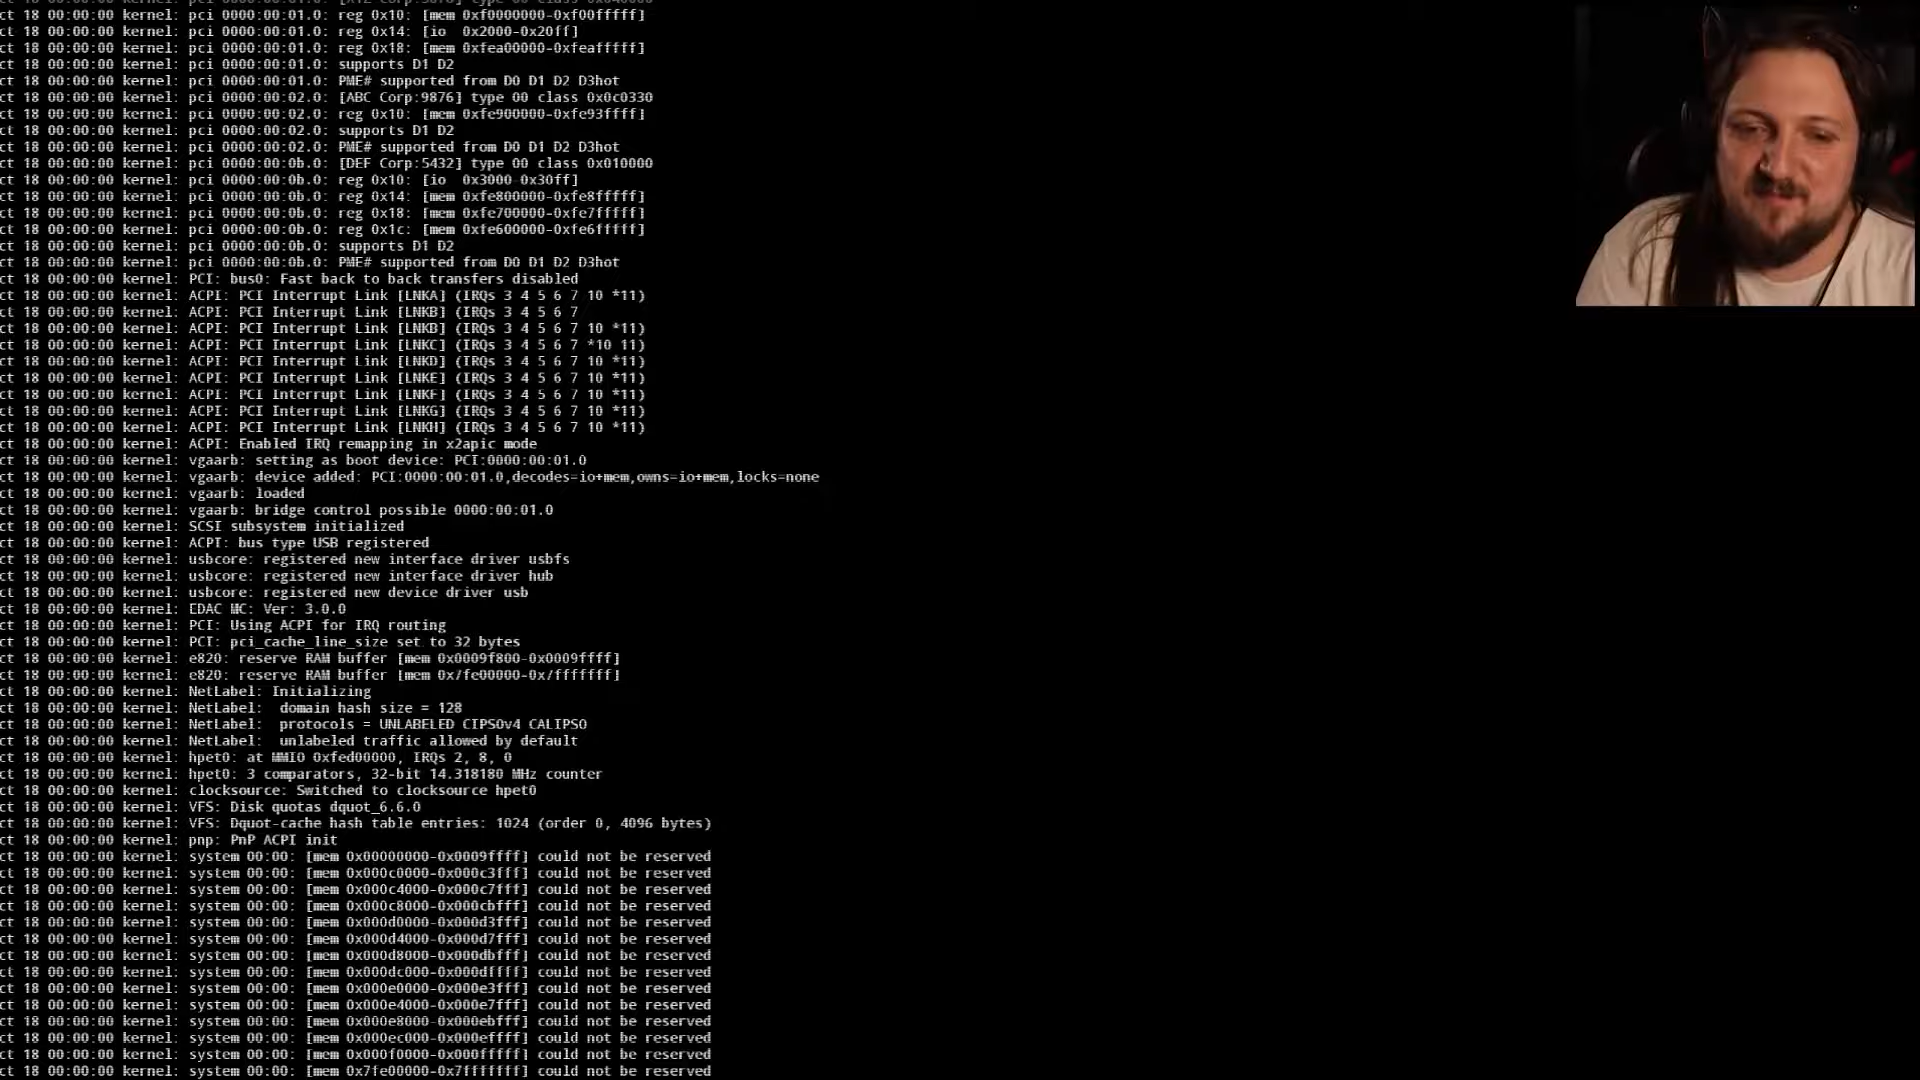 ct 18 00:00:00 kernel: pci 0000:00:01.0: reg 0x10: [mem 0xf0000000-0xf00fffff]
ct 18 00:00:00 kernel: pci 0000:00:01.0: reg 0x14: [io  0x2000-0x20ff]
ct 18 00:00:00 kernel: pci 0000:00:01.0: reg 0x18: [mem 0xfea00000-0xfeafffff]
ct 18 00:00:00 kernel: pci 0000:00:01.0: supports D1 D2
ct 18 00:00:00 kernel: pci 0000:00:01.0: PME# supported from D0 D1 D2 D3hot
ct 18 00:00:00 kernel: pci 0000:00:02.0: [ABC Corp:9876] type 00 class 0x0c0330
ct 18 00:00:00 kernel: pci 0000:00:02.0: reg 0x10: [mem 0xfe900000-0xfe93ffff]
ct 18 00:00:00 kernel: pci 0000:00:02.0: supports D1 D2
ct 18 00:00:00 kernel: pci 0000:00:02.0: PME# supported from D0 D1 D2 D3hot
ct 18 00:00:00 kernel: pci 0000:00:0b.0: [DEF Corp:5432] type 00 class 0x010000
ct 18 00:00:00 kernel: pci 0000:00:0b.0: reg 0x10: [io  0x3000-0x30ff]
ct 18 00:00:00 kernel: pci 0000:00:0b.0: reg 0x14: [mem 0xfe800000-0xfe8fffff]
ct 18 00:00:00 kernel: pci 0000:00:0b.0: reg 0x18: [mem 0xfe700000-0xfe7fffff]
ct 18 00:00:00 kernel: pci 0000:00:0b.0: reg 0x1c: [mem 0xfe600000-0xfe6fffff]
ct 18 00:00:00 kernel: pci 0000:00:0b.0: supports D1 D2
ct 18 00:00:00 kernel: pci 0000:00:0b.0: PME# supported from D0 D1 D2 D3hot
ct 18 00:00:00 kernel: PCI: bus0: Fast back to back transfers disabled
ct 18 00:00:00 kernel: ACPI: PCI Interrupt Link [LNKA] (IRQs 3 4 5 6 7 10 *11)
ct 18 00:00:00 kernel: ACPI: PCI Interrupt Link [LNKB] (IRQs 3 4 5 6 7
ct 18 00:00:00 kernel: ACPI: PCI Interrupt Link [LNKB] (IRQs 3 4 5 6 7 10 *11)
ct 18 00:00:00 kernel: ACPI: PCI Interrupt Link [LNKC] (IRQs 3 4 5 6 7 *10 11)
ct 18 00:00:00 kernel: ACPI: PCI Interrupt Link [LNKD] (IRQs 3 4 5 6 7 10 *11)
ct 18 00:00:00 kernel: ACPI: PCI Interrupt Link [LNKE] (IRQs 3 4 5 6 7 10 *11)
ct 18 00:00:00 kernel: ACPI: PCI Interrupt Link [LNKF] (IRQs 3 4 5 6 7 10 *11)
ct 18 00:00:00 kernel: ACPI: PCI Interrupt Link [LNKG] (IRQs 3 4 5 6 7 10 *11)
ct 18 00:00:00 kernel: ACPI: PCI Interrupt Link [LNKH] (IRQs 3 4 5 6 7 10 *11)
ct 18 00:00:00 kernel: ACPI: Enabled IRQ remapping in x2apic mode
ct 18 00:00:00 kernel: vgaarb: setting as boot device: PCI:0000:00:01.0
ct 18 00:00:00 kernel: vgaarb: device added: PCI:0000:00:01.0,decodes=io+mem,owns=io+mem,locks=none
ct 18 00:00:00 kernel: vgaarb: loaded
ct 18 00:00:00 kernel: vgaarb: bridge control possible 0000:00:01.0
ct 18 00:00:00 kernel: SCSI subsystem initialized
ct 18 00:00:00 kernel: ACPI: bus type USB registered
ct 18 00:00:00 kernel: usbcore: registered new interface driver usbfs
ct 18 00:00:00 kernel: usbcore: registered new interface driver hub
ct 18 00:00:00 kernel: usbcore: registered new device driver usb
ct 18 00:00:00 kernel: EDAC MC: Ver: 3.0.0
ct 18 00:00:00 kernel: PCI: Using ACPI for IRQ routing
ct 18 00:00:00 kernel: PCI: pci_cache_line_size set to 32 bytes
ct 18 00:00:00 kernel: e820: reserve RAM buffer [mem 0x0009f800-0x0009ffff]
ct 18 00:00:00 kernel: e820: reserve RAM buffer [mem 0x7fe00000-0x7fffffff]
ct 18 00:00:00 kernel: NetLabel: Initializing
ct 18 00:00:00 kernel: NetLabel:  domain hash size = 128
ct 18 00:00:00 kernel: NetLabel:  protocols = UNLABELED CIPSOv4 CALIPSO
ct 18 00:00:00 kernel: NetLabel:  unlabeled traffic allowed by default
ct 18 00:00:00 kernel: hpet0: at MMIO 0xfed00000, IRQs 2, 8, 0
ct 18 00:00:00 kernel: hpet0: 3 comparators, 32-bit 14.318180 MHz counter
ct 18 00:00:00 kernel: clocksource: Switched to clocksource hpet0
ct 18 00:00:00 kernel: VFS: Disk quotas dquot_6.6.0
ct 18 00:00:00 kernel: VFS: Dquot-cache hash table entries: 1024 (order 0, 4096 bytes)
ct 18 00:00:00 kernel: pnp: PnP ACPI init
ct 18 00:00:00 kernel: system 00:00: [mem 0x00000000-0x0009ffff] could not be reserved
ct 18 00:00:00 kernel: system 00:00: [mem 0x000c0000-0x000c3fff] could not be reserved
ct 18 00:00:00 kernel: system 00:00: [mem 0x000c4000-0x000c7fff] could not be reserved
ct 18 00:00:00 kernel: system 00:00: [mem 0x000c8000-0x000cbfff] could not be reserved
ct 18 00:00:00 kernel: system 00:00: [mem 0x000d0000-0x000d3fff] could not be reserved
ct 18 00:00:00 kernel: system 00:00: [mem 0x000d4000-0x000d7fff] could not be reserved
ct 18 00:00:00 kernel: system 00:00: [mem 0x000d8000-0x000dbfff] could not be reserved
ct 18 00:00:00 kernel: system 00:00: [mem 0x000dc000-0x000dffff] could not be reserved
ct 18 00:00:00 kernel: system 00:00: [mem 0x000e0000-0x000e3fff] could not be reserved
ct 18 00:00:00 kernel: system 00:00: [mem 0x000e4000-0x000e7fff] could not be reserved
ct 18 00:00:00 kernel: system 00:00: [mem 0x000e8000-0x000ebfff] could not be reserved
ct 18 00:00:00 kernel: system 00:00: [mem 0x000ec000-0x000effff] could not be reserved
ct 18 00:00:00 kernel: system 00:00: [mem 0x000f0000-0x000fffff] could not be reserved
ct 18 00:00:00 kernel: system 00:00: [mem 0x7fe00000-0x7fffffff] could not be reserved